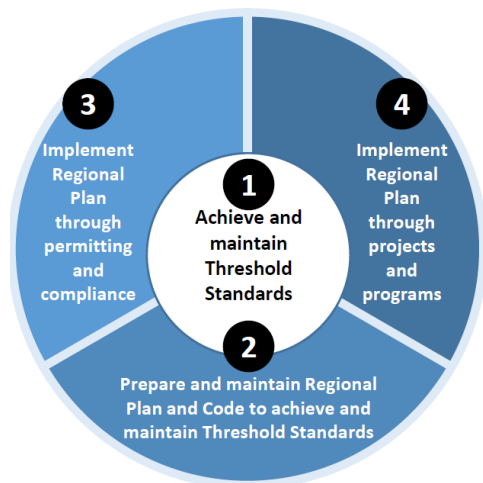 1
Achieve and
maintain
Threshold
Standards
2
Prepare and maintain Regional
Plan and Code to achieve and
maintain Threshold Standards
3
Implement
Regional
Plan
through
permitting
and
compliance
4
Implement
Regional
Plan
through
projects
and
programs